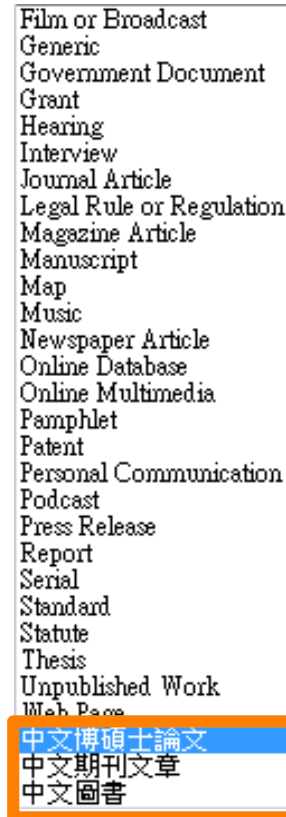 Film or Broadcast
Generic
Government Document
Grant
Hearing
Interview
Journal Article
Legal Rule or Regulation
Magazine Article
Manuscript
Map
Music
Newspaper Article
Online Database
Online Multimedia
Pamphlet
Patent
Personal Communication
Podcast
Press Release
Report
Serial
Standard
Statute
Thesis
Unpublished Work
Web Page
中文博碩士論文
中文期刊文章
中文圖書